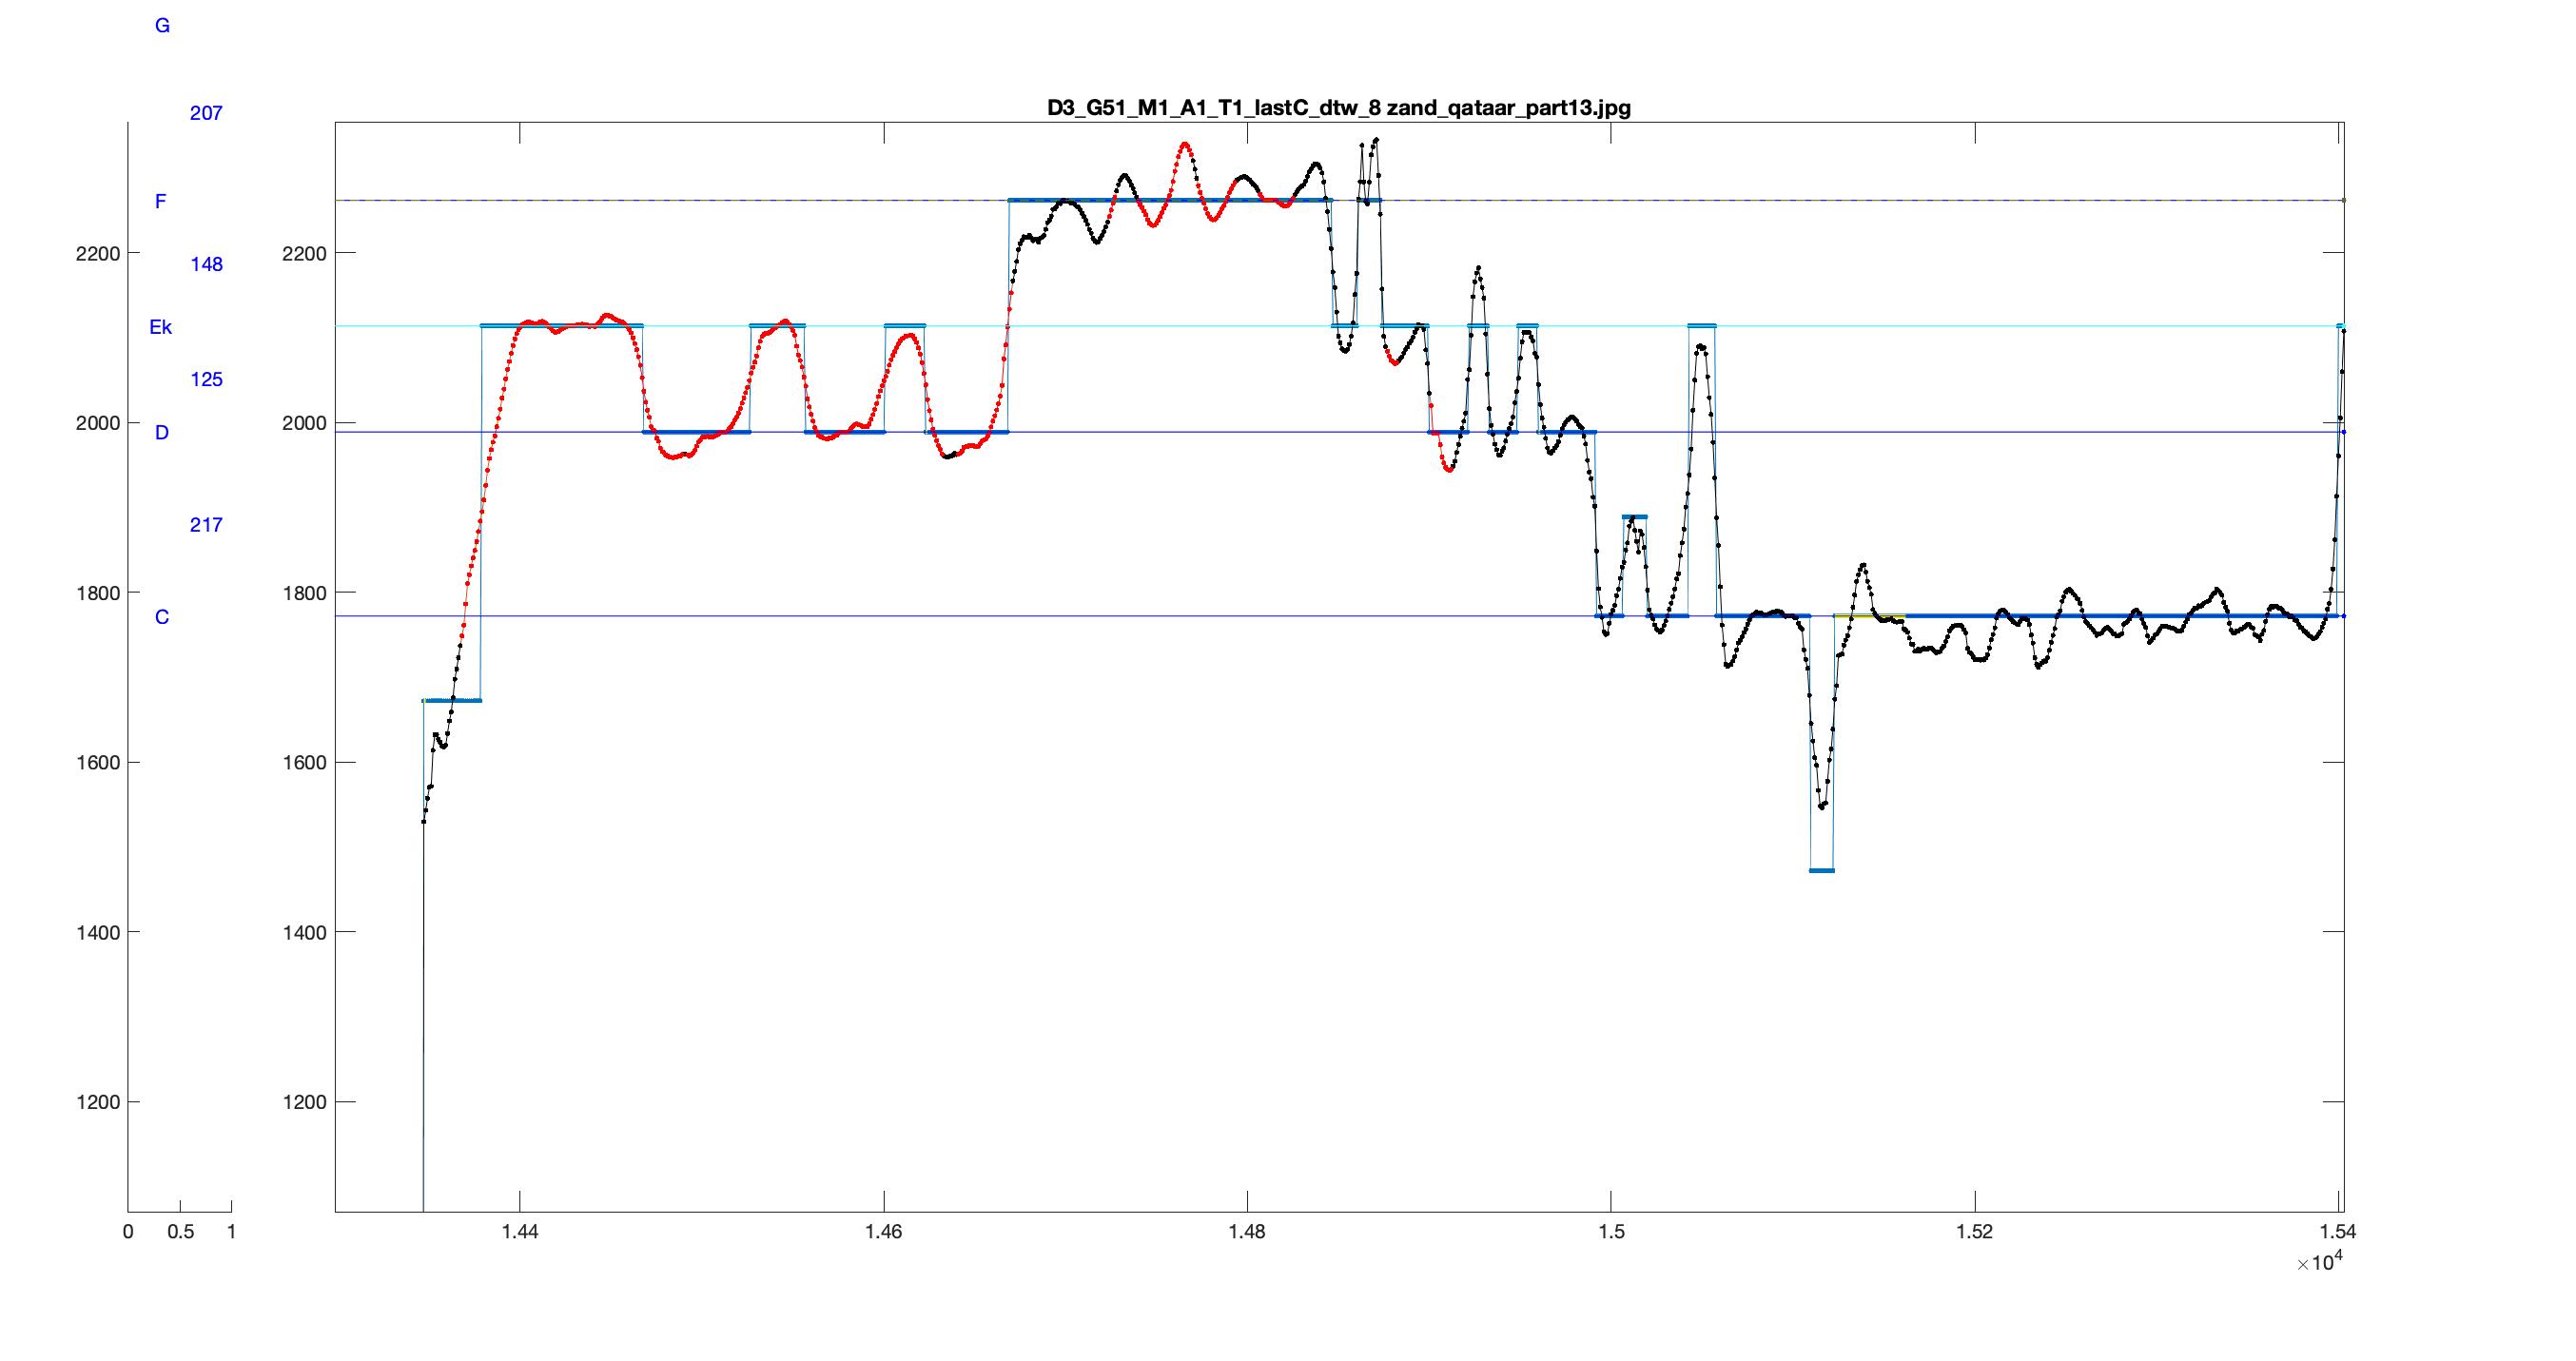 G
207
D3_G51_M1_A1_T1_lastC_dtw_8 zand_qataar_part13.jpg
F
2200 148 2200
Ek
125
2000 D 2000
217
1800 C 1800
1600 1600
1400 1400
1200 1200
0 0.5 1 1.44 1.46 1.48 1.5 1.52 1.54
×10⁴